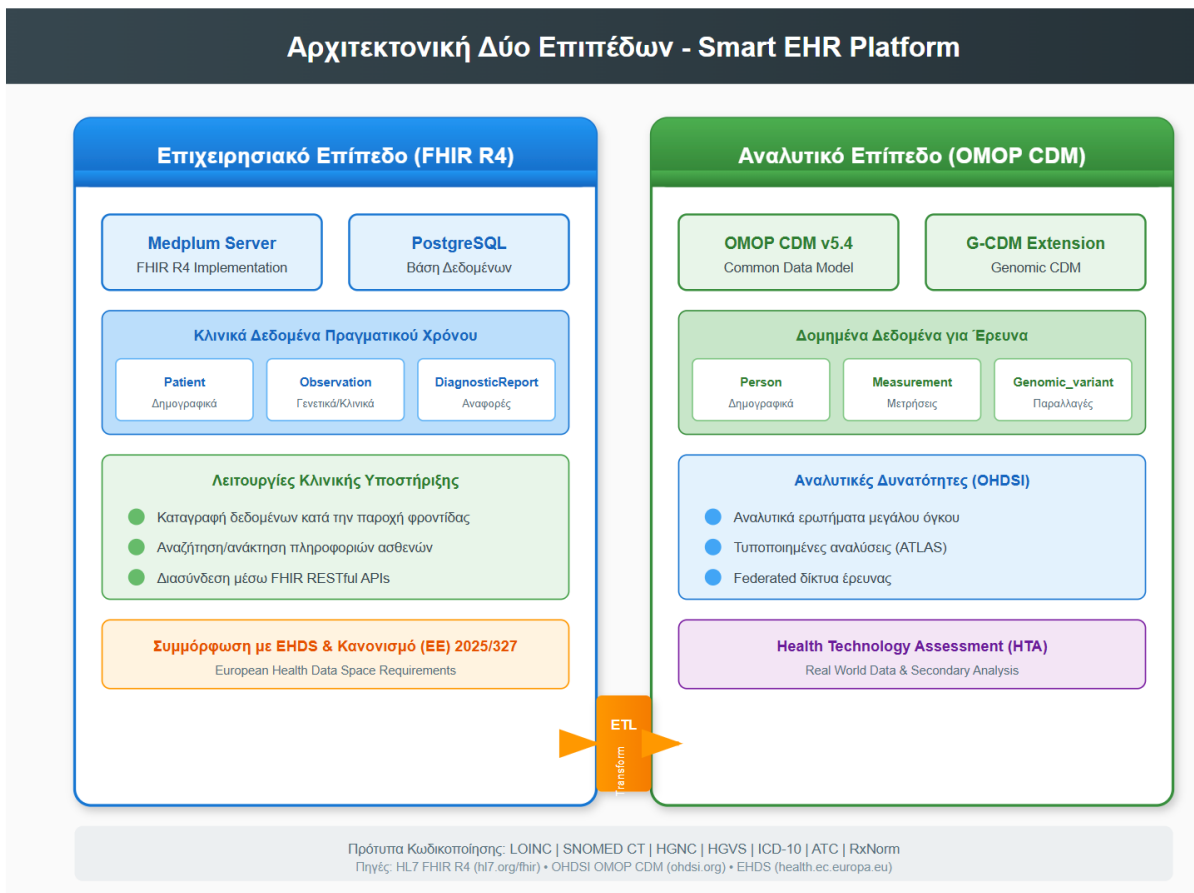 Αρχιτεκτονική Δύο Επιπέδων - Smart EHR Platform
Επιχειρησιακό Επίπεδο (FHIR R4)
Medplum Server
FHIR R4 Implementation
PostgreSQL
Βάση Δεδομένων
Κλινικά Δεδομένα Πραγματικού Χρόνου
Patient
Δημογραφικά
Observation
Γενετικά/Κλινικά
DiagnosticReport
Αναφορές
Λειτουργίες Κλινικής Υποστήριξης
Καταγραφή δεδομένων κατά την παροχή φροντίδας
Αναζήτηση/ανάκτηση πληροφοριών ασθενών
Διασύνδεση μέσω FHIR RESTful APIs
Συμμόρφωση με EHDS & Κανονισμό (ΕΕ) 2025/327
European Health Data Space Requirements
ETL
Transform
Αναλυτικό Επίπεδο (OMOP CDM)
OMOP CDM v5.4
Common Data Model
G-CDM Extension
Genomic CDM
Δομημένα Δεδομένα για Έρευνα
Person
Δημογραφικά
Measurement
Μετρήσεις
Genomic_variant
Παραλλαγές
Αναλυτικές Δυνατότητες (OHDSI)
Αναλυτικά ερωτήματα μεγάλου όγκου
Τυποποιημένες αναλύσεις (ATLAS)
Federated δίκτυα έρευνας
Health Technology Assessment (HTA)
Real World Data & Secondary Analysis
Πρότυπα Κωδικοποίησης: LOINC | SNOMED CT | HGNC | HGVS | ICD-10 | ATC | RxNorm
Πηγές: HL7 FHIR R4 (hl7.org/fhir) • OHDSI OMOP CDM (ohdsi.org) • EHDS (health.ec.europa.eu)